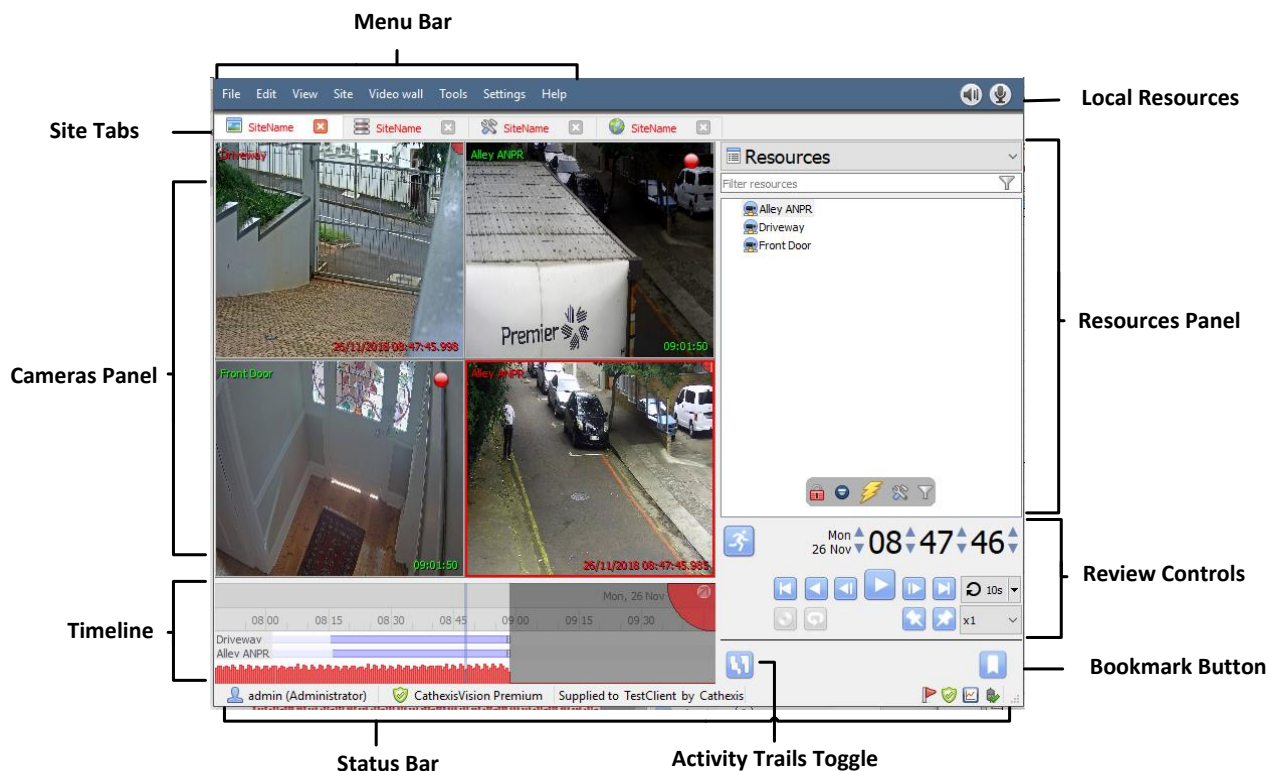 Menu Bar
File Edit View Site Video wall Tools Settings Help
Local Resources
Site Tabs
SiteName SiteName SiteName SiteName
Driveway
Alley ANPR
Resources
Filter resources
Alley ANPR
Driveway
Front Door
Premier
26/11/2018 08:47:45.998
09:01:50
Resources Panel
Cameras Panel
Front Door
Alley ANPR
09:01:50
26/11/2018 08:47:45.985
Mon
26 Nov
08 47 46
Review Controls
10s
x1
Timeline
Mon, 26 Nov
08 00 08 15 08 30 08 45 09 00 09 15 09 30
Driveway
Alley ANPR
Bookmark Button
admin (Administrator) CathexisVision Premium Supplied to TestClient by Cathexis
Status Bar
Activity Trails Toggle